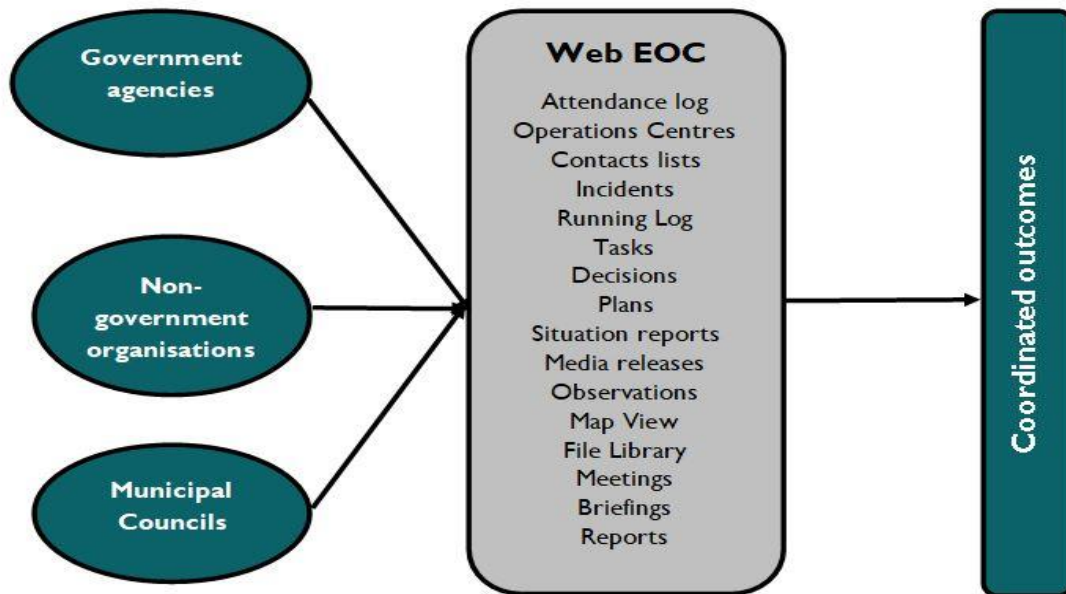 Government
agencies
Non-
government
organisations
Municipal
Councils
Web EOC
Attendance log
Operations Centres
Contacts lists
Incidents
Running Log
Tasks
Decisions
Plans
Situation reports
Media releases
Observations
Map View
File Library
Meetings
Briefings
Reports
Coordinated outcomes